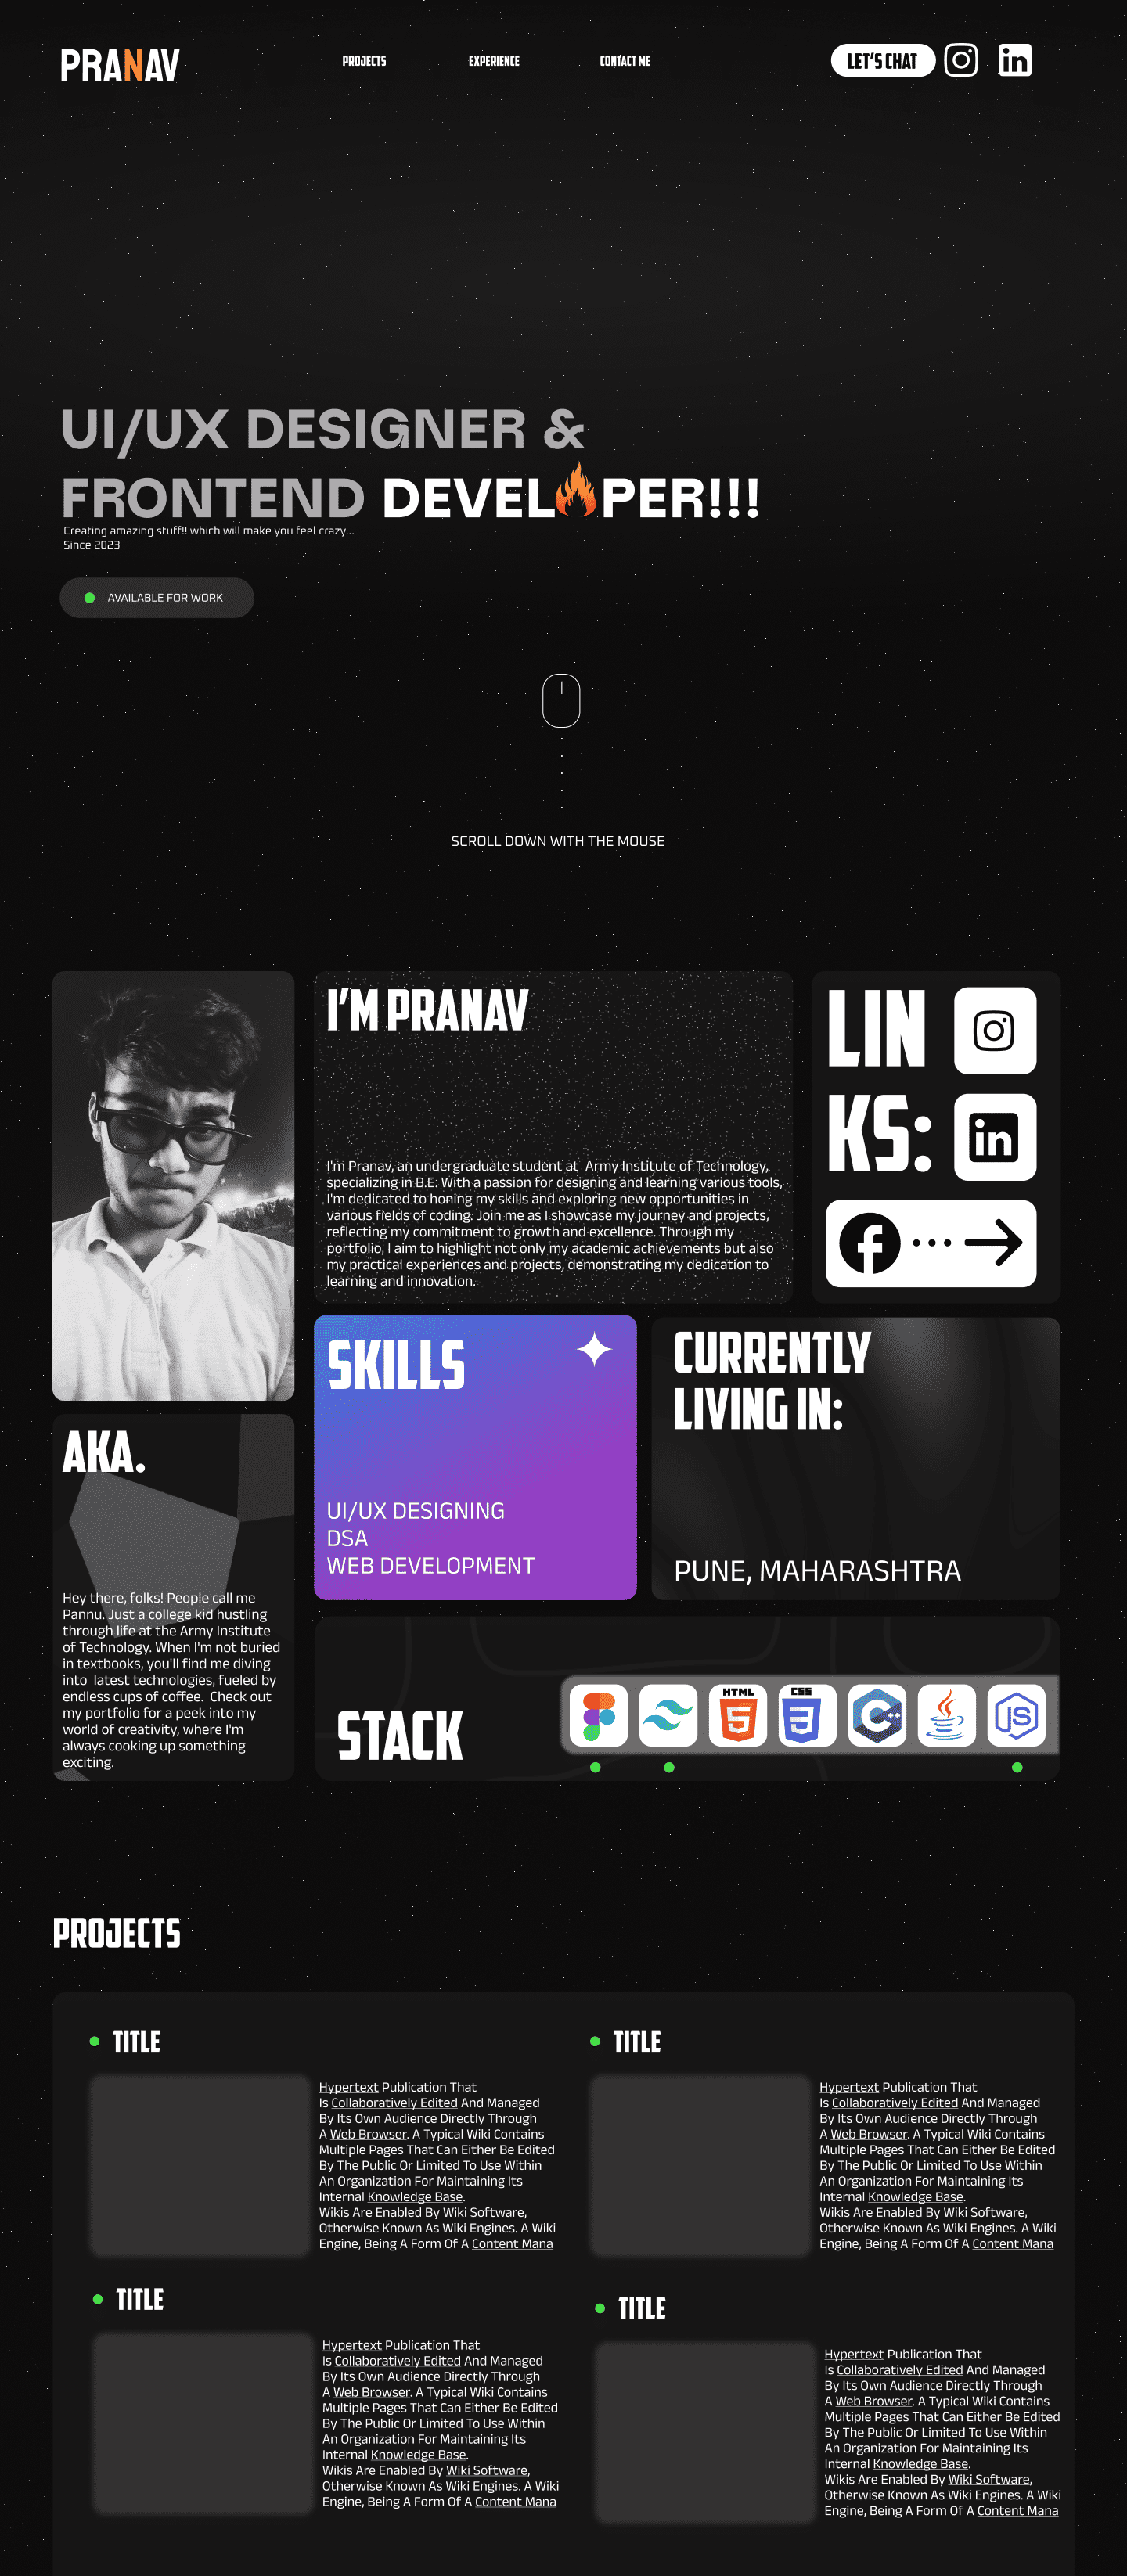 PRANAV
PROJECTS
EXPERIENCE
CONTACT ME
LET'S CHAT
in
UI/UX DESIGNER &
FRONTEND DEVEL🔥PER!!!
Creating amazing stuff!! which will make you feel crazy...
Since 2023
AVAILABLE FOR WORK
SCROLL DOWN WITH THE MOUSE
I'M PRANAV
I'm Pranav, an undergraduate student at Army Institute of Technology,
specializing in B.E. With a passion for designing and learning various tools,
I'm dedicated to honing my skills and exploring new opportunities in
various fields of coding. Join me as I showcase my journey and projects,
reflecting my commitment to growth and excellence. Through my
portfolio, I aim to highlight not only my academic achievements but also
my practical experiences and projects, demonstrating my dedication to
learning and innovation.
LIN
KS:
in
f
AKA.
Hey there, folks! People call me
Pannu. Just a college kid hustling
through life at the Army Institute
of Technology. When I'm not buried
in textbooks, you'll find me diving
into latest technologies, fueled by
endless cups of coffee. Check out
my portfolio for a peek into my
world of creativity, where I'm
always cooking up something
exciting.
SKILLS
UI/UX DESIGNING
DSA
WEB DEVELOPMENT
CURRENTLY
LIVING IN:
PUNE, MAHARASHTRA
STACK
HTML
5
CSS
3
C++
JS
PROJECTS
TITLE
Hypertext Publication That
Is Collaboratively Edited And Managed
By Its Own Audience Directly Through
A Web Browser. A Typical Wiki Contains
Multiple Pages That Can Either Be Edited
By The Public Or Limited To Use Within
An Organization For Maintaining Its
Internal Knowledge Base.
Wikis Are Enabled By Wiki Software,
Otherwise Known As Wiki Engines. A Wiki
Engine, Being A Form Of A Content Mana
TITLE
Hypertext Publication That
Is Collaboratively Edited And Managed
By Its Own Audience Directly Through
A Web Browser. A Typical Wiki Contains
Multiple Pages That Can Either Be Edited
By The Public Or Limited To Use Within
An Organization For Maintaining Its
Internal Knowledge Base.
Wikis Are Enabled By Wiki Software,
Otherwise Known As Wiki Engines. A Wiki
Engine, Being A Form Of A Content Mana
TITLE
Hypertext Publication That
Is Collaboratively Edited And Managed
By Its Own Audience Directly Through
A Web Browser. A Typical Wiki Contains
Multiple Pages That Can Either Be Edited
By The Public Or Limited To Use Within
An Organization For Maintaining Its
Internal Knowledge Base.
Wikis Are Enabled By Wiki Software,
Otherwise Known As Wiki Engines. A Wiki
Engine, Being A Form Of A Content Mana
TITLE
Hypertext Publication That
Is Collaboratively Edited And Managed
By Its Own Audience Directly Through
A Web Browser. A Typical Wiki Contains
Multiple Pages That Can Either Be Edited
By The Public Or Limited To Use Within
An Organization For Maintaining Its
Internal Knowledge Base.
Wikis Are Enabled By Wiki Software,
Otherwise Known As Wiki Engines. A Wiki
Engine, Being A Form Of A Content Mana